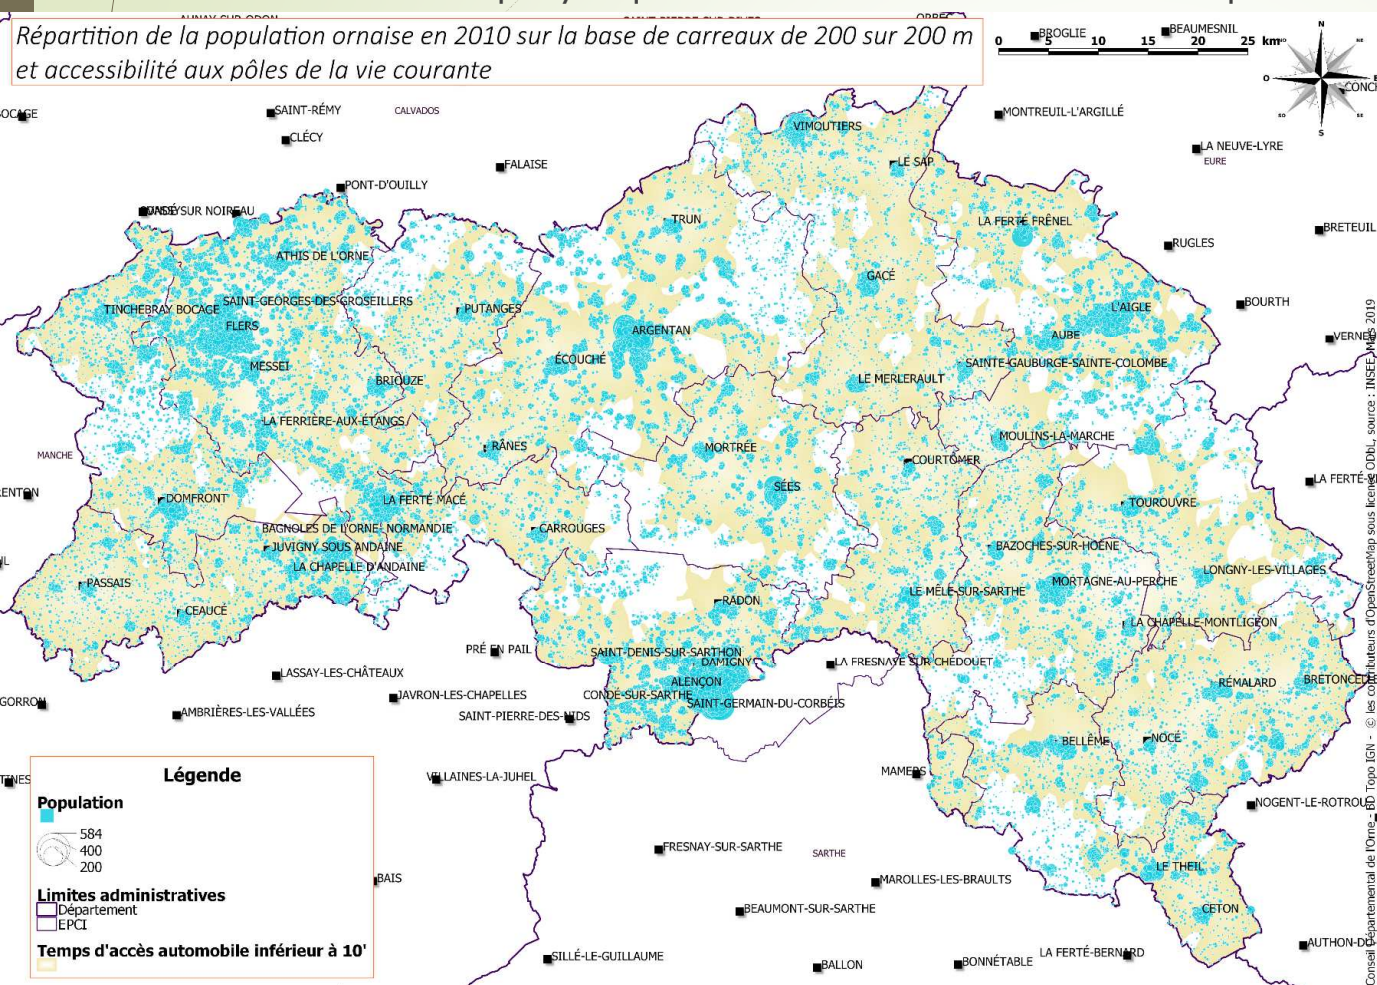 Répartition de la population ornaise en 2010 sur la base de carreaux de 200 sur 200 m
et accessibilité aux pôles de la vie courante
0 5 10 15 20 25 km
N
E
S
O
NE
SE
SO
BROGLIE
BEAUMESNIL
SAINT-RÉMY
CALVADOS
MONTREUIL-L'ARGILLÉ
CLÉCY
VIMOUTIERS
LA NEUVE-LYRE
EURE
FALAISE
LE SAP
PONT-D'OUILLY
SUR NOIREAU
TRUN
LA FERTÉ FRÊNEL
BRETEUIL
RUGLES
ATHIS DE L'ORNE
GACÉ
SAINT-GEORGES-DES-GROSEILLERS
TINCHEBRAY BOCAGE
PUTANGES
L'AIGLE
BOURTH
FLERS
ARGENTAN
AUBE
ÉCOUCHÉ
MESSEI
SAINTE-GAUBURGE-SAINTE-COLOMBE
BRIOUZE
LE MERLERAULT
LA FERRIÈRE-AUX-ÉTANGS
MOULINS-LA-MARCHE
RÂNES
MORTRÉE
MANCHE
COURTOMER
SÉES
DOMFRONT
LA FERTÉ MACÉ
TOUROUVRE
BAGNOLES DE L'ORNE- NORMANDIE
CARROUGES
JUVIGNY SOUS ANDAINE
BAZOCHES-SUR-HOËNE
LA CHAPELLE D'ANDAINE
LONGNY-LES-VILLAGES
PASSAIS
MORTAGNE-AU-PERCHE
LE MÊLE-SUR-SARTHE
RADON
CEAUCÉ
LA CHAPELLE-MONTLIGEON
PRÉ EN PAIL
SAINT-DENIS-SUR-SARTHON
DAMIGNY
LA FRESNAYE SUR CHÉDOUET
LASSAY-LES-CHÂTEAUX
ALENÇON
RÉMALARD
JAVRON-LES-CHAPELLES
CONDÉ-SUR-SARTHE
SAINT-GERMAIN-DU-CORBÉIS
GORRON
AMBRIÈRES-LES-VALLÉES
SAINT-PIERRE-DES-NIDS
BELLÊME
NOCÉ
MAMERS
VILLAINES-LA-JUHEL
FRESNAY-SUR-SARTHE
SARTHE
LE THEIL
BAIS
MAROLLES-LES-BRAULTS
BEAUMONT-SUR-SARTHE
CETON
SILLÉ-LE-GUILLAUME
BALLON
BONNÉTABLE
LA FERTÉ-BERNARD
Légende
Population
584
400
200
Limites administratives
Département
EPCI
Temps d'accès automobile inférieur à 10'
Conseil Départemental de l'Orne - BD Topo IGN - © les contributeurs d'OpenStreetMap sous licence ODbL, source : INSEE, Mars 2019